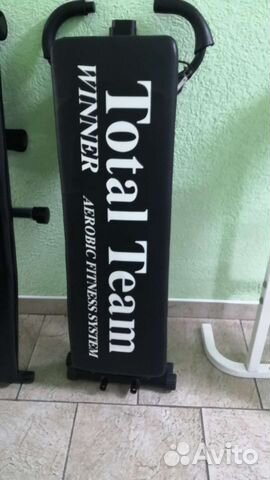 Total Team
WINNER
AEROBIC FITNESS SYSTEM
Avito